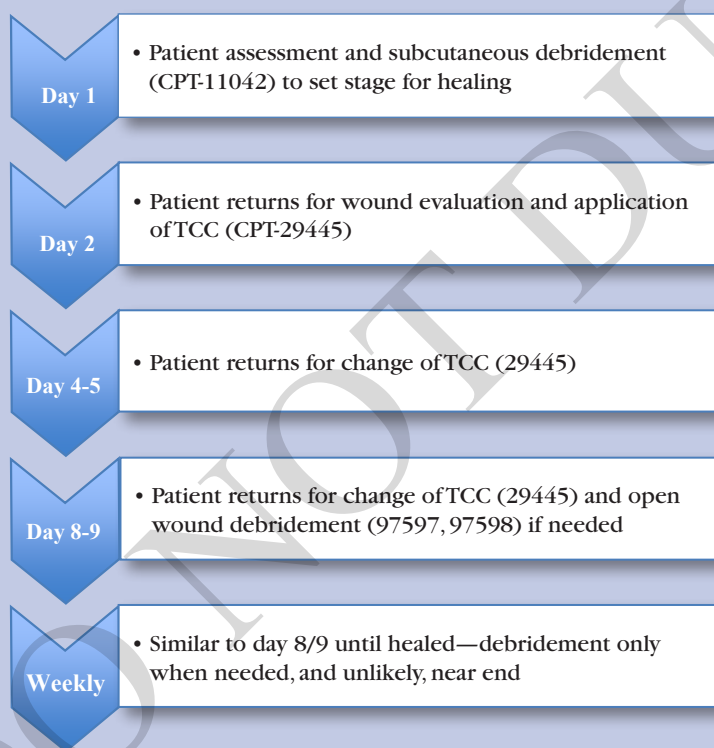 Day 1
• Patient assessment and subcutaneous debridement
(CPT-11042) to set stage for healing
Day 2
• Patient returns for wound evaluation and application
of TCC (CPT-29445)
Day 4-5
• Patient returns for change of TCC (29445)
Day 8-9
• Patient returns for change of TCC (29445) and open
wound debridement (97597, 97598) if needed
Weekly
• Similar to day 8/9 until healed—debridement only
when needed, and unlikely, near end
DO NOT DU